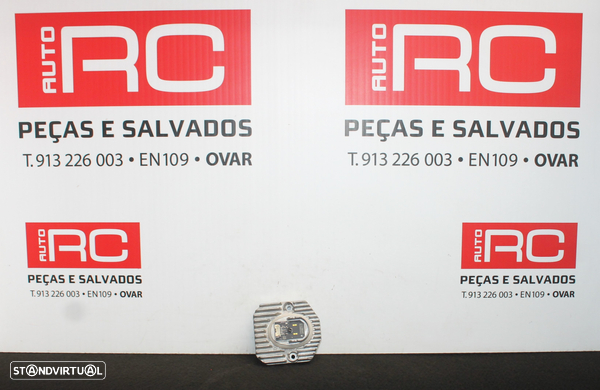 AUTO RC
PEÇAS E SALVADOS
T. 913 226 003 • EN109 • OVAR
AUTO RC
PEÇAS E SALVADOS
T. 913 226 003 • EN109 • OVAR
AUTO RC
PEÇAS E SALVADOS
T. 913 226 003 • EN109 • OVAR
AUTO RC
PEÇAS E SALVADOS
T. 913 226 003 • EN109 • OVAR
STANDVIRTUAL